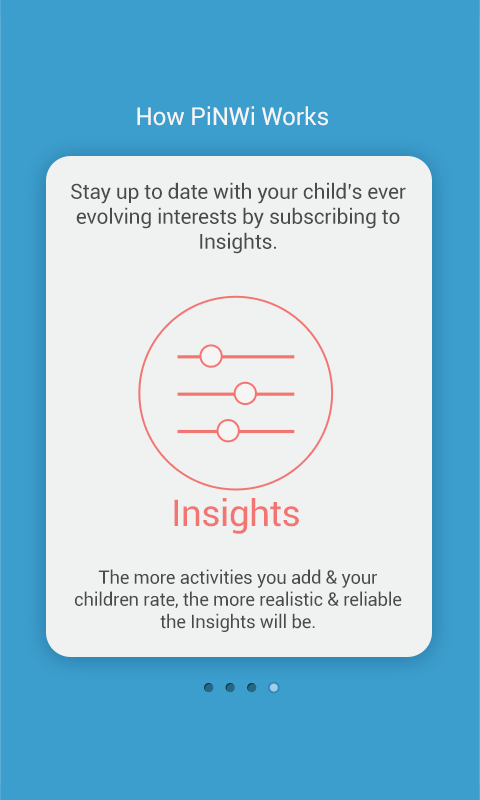 How PiNWi Works
Stay up to date with your child's ever
evolving interests by subscribing to
Insights.
Insights
The more activities you add & your
children rate, the more realistic & reliable
the Insights will be.